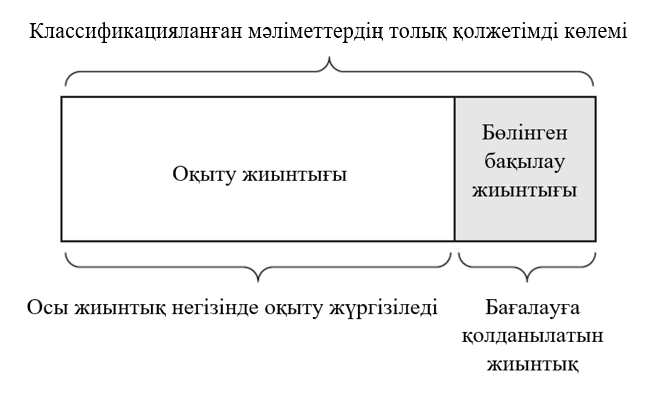 Классификацияланған мәліметтердің толық қолжетімді көлемі
Оқыту жиынтығы
Бөлінген
бақылау
жиынтығы
Осы жиынтық негізінде оқыту жүргізіледі
Бағалауға
қолданылатын
жиынтық